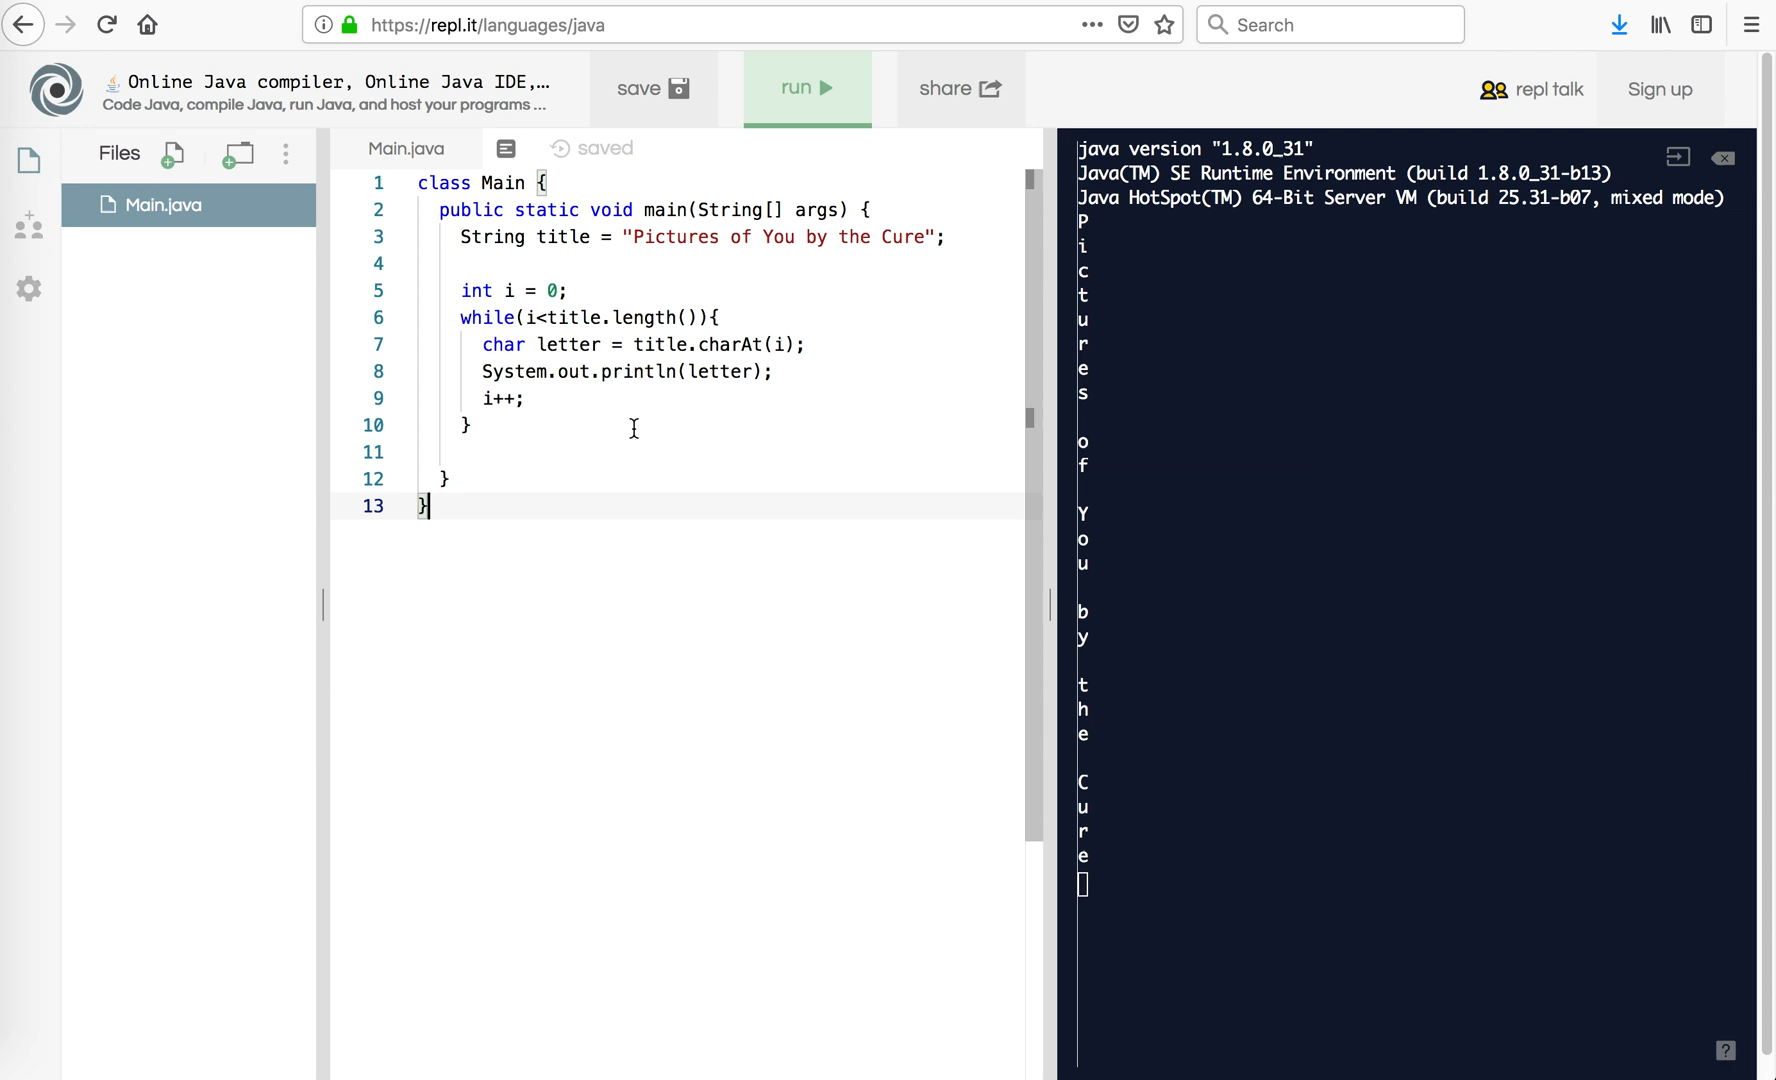 https://repl.it/languages/java
Search
Online Java compiler, Online Java IDE,...
Code Java, compile Java, run Java, and host your programs ...
save
run
share
repl talk
Sign up
Files
Main.java
Main.java
saved
1 class Main {
2 public static void main(String[] args) {
3 String title = "Pictures of You by the Cure";
4
5 int i = 0;
6 while(i<title.length()){
7 char letter = title.charAt(i);
8 System.out.println(letter);
9 i++;
10 }
11
12 }
13 }
java version "1.8.0_31"
Java(TM) SE Runtime Environment (build 1.8.0_31-b13)
Java HotSpot(TM) 64-Bit Server VM (build 25.31-b07, mixed mode)
P
i
c
t
u
r
e
s
o
f
Y
o
u
b
y
t
h
e
C
u
r
e
?